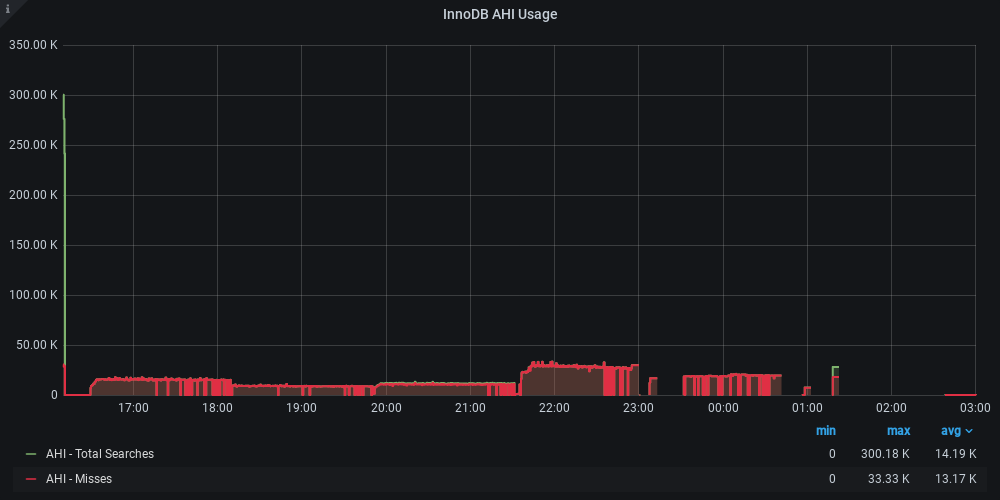 i
InnoDB AHI Usage
350.00 K
300.00 K
250.00 K
200.00 K
150.00 K
100.00 K
50.00 K
0
17:00 18:00 19:00 20:00 21:00 22:00 23:00 00:00 01:00 02:00 03:00
min max avg
AHI - Total Searches 0 300.18 K 14.19 K
AHI - Misses 0 33.33 K 13.17 K